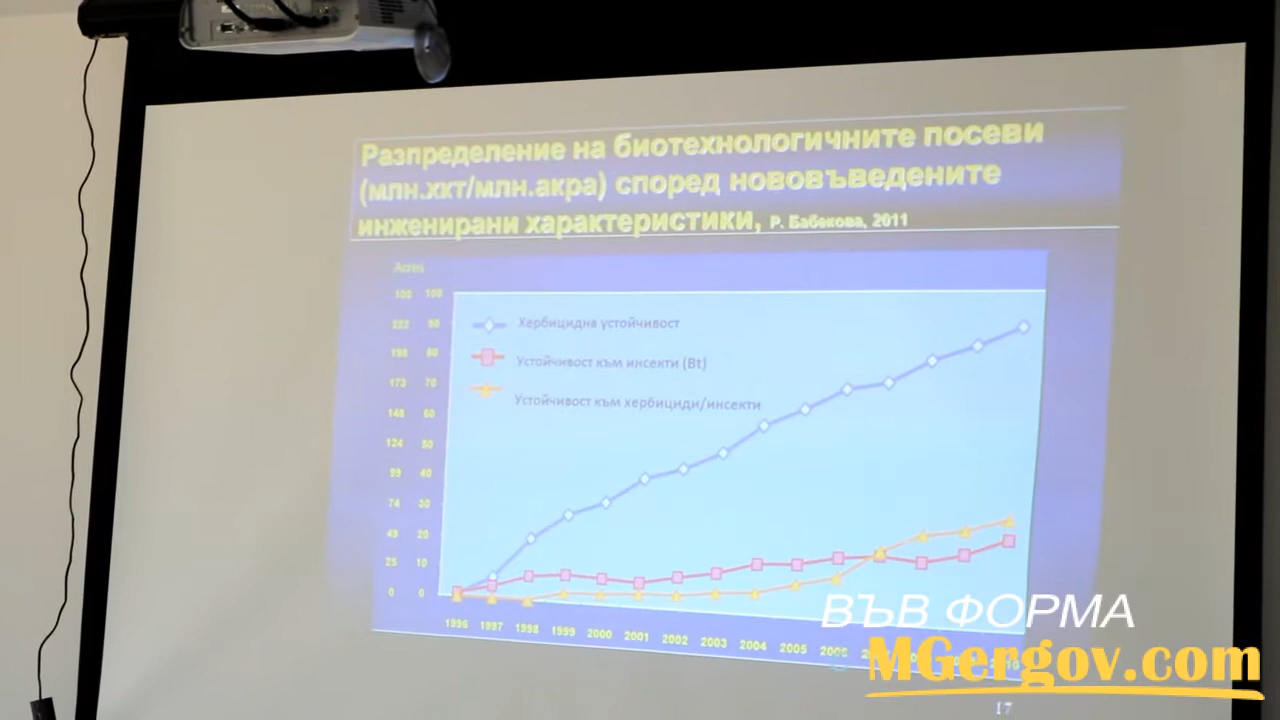 Разпределение на биотехнологичните посеви
(млн.хкт/млн.акра) според нововъведените
инженирани характеристики, Р. Бабекова, 2011
Acres
100 100
222 90
198 80
173 70
148 60
124 50
99 40
74 30
49 20
25 10
0 0
Хербицидна устойчивост
Устойчивост към инсекти (Bt)
Устойчивост към хербициди/инсекти
1996 1997 1998 1999 2000 2001 2002 2003 2004 2005 2006
ВЪВ ФОРМА
MGergov.com
17